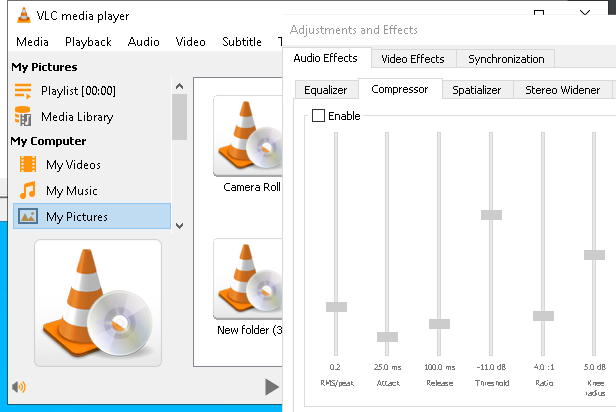 VLC media player
Media Playback Audio Video Subtitle
My Pictures
Playlist [00:00]
Media Library
My Computer
My Videos
My Music
My Pictures
Camera Roll
New folder (3
Adjustments and Effects
Audio Effects Video Effects Synchronization
Equalizer Compressor Spatializer Stereo Widener
Enable
0.2 25.0 ms 100.0 ms -11.0 dB 4.0 :1 5.0 dB
RMS/peak Attack Release Threshold Ratio Knee
radius